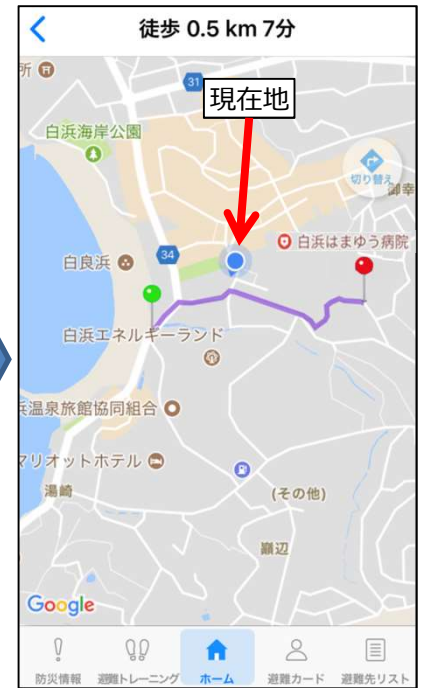 徒歩 0.5 km 7分
所
31
現在地
白浜海岸公園
切り替え
御幸
白浜はまゆう病院
34
白良浜
白浜エネルギーランド
浜温泉旅館協同組合
マリオットホテル
湯崎
(その他)
巓辺
Google
防災情報 避難トレーニング ホーム 避難カード 避難先リスト